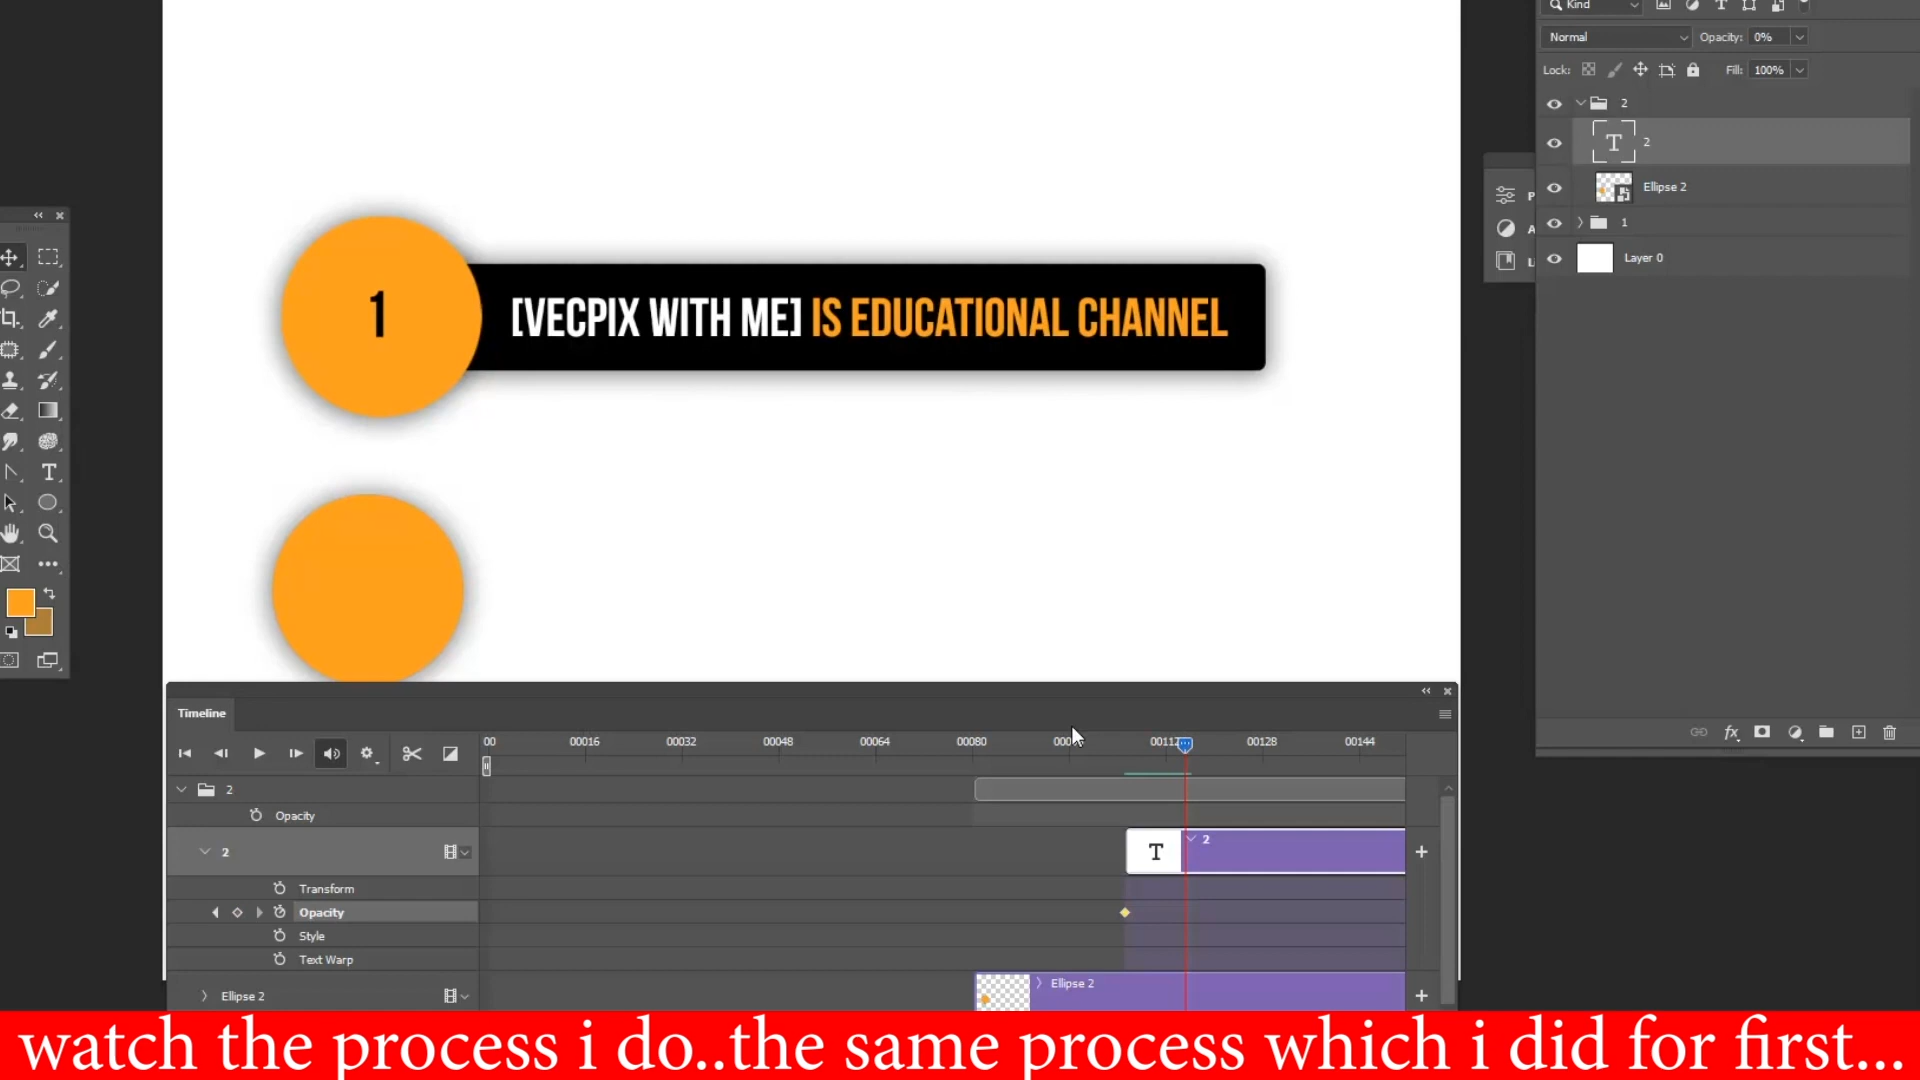 Kind
Normal
Opacity: 0%
Lock:
Fill: 100%
2
T 2
Ellipse 2
1
Layer 0
1
[VECPIX WITH ME] IS EDUCATIONAL CHANNEL
Timeline
00 00016 00032 00048 00064 00080 00112 00128 00144
2
Opacity
2
T 2
Transform
Opacity
Style
Text Warp
Ellipse 2
Ellipse 2
watch the process i do..the same process which i did for first...